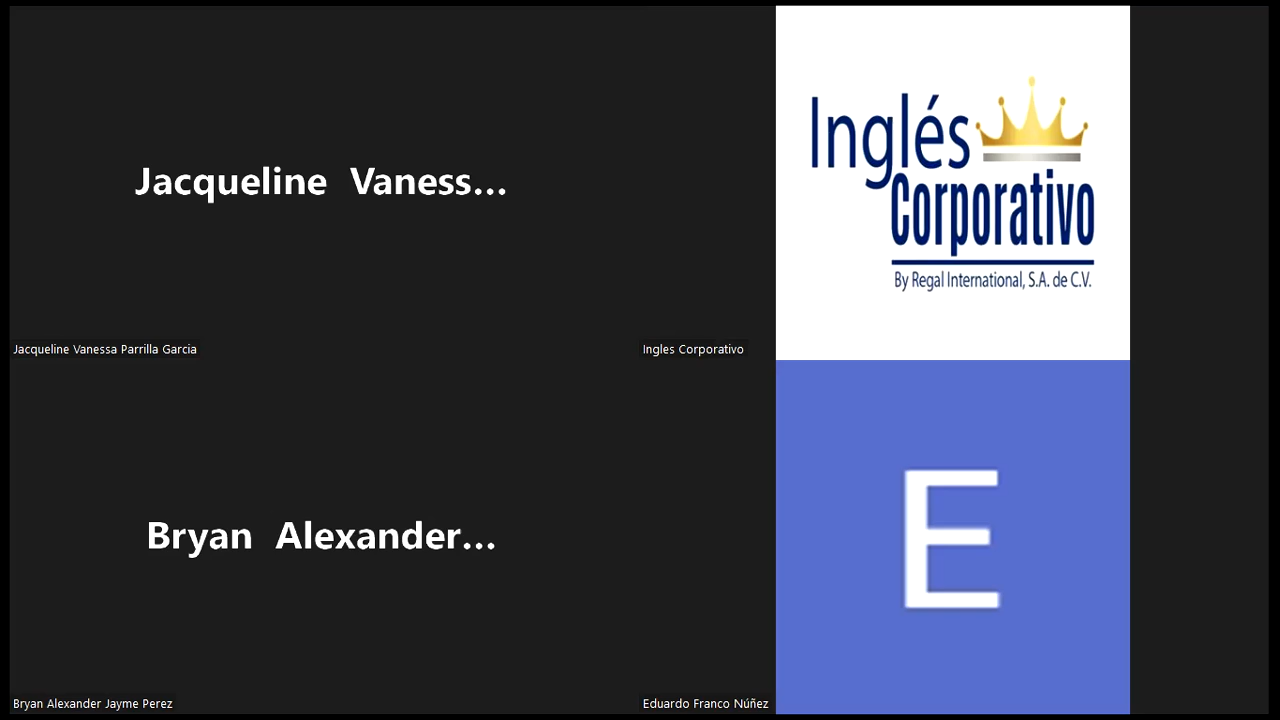 Jacqueline Vaness...
Jacqueline Vanessa Parrilla Garcia
Inglés
Corporativo
By Regal International, S.A. de C.V.
Ingles Corporativo
Bryan Alexander...
Bryan Alexander Jayme Perez
E
Eduardo Franco Núñez